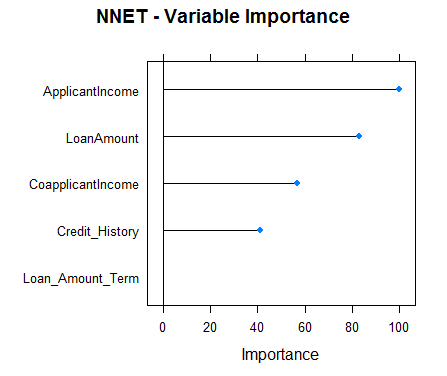 NNET - Variable Importance
ApplicantIncome
LoanAmount
CoapplicantIncome
Credit_History
Loan_Amount_Term
0 20 40 60 80 100
Importance